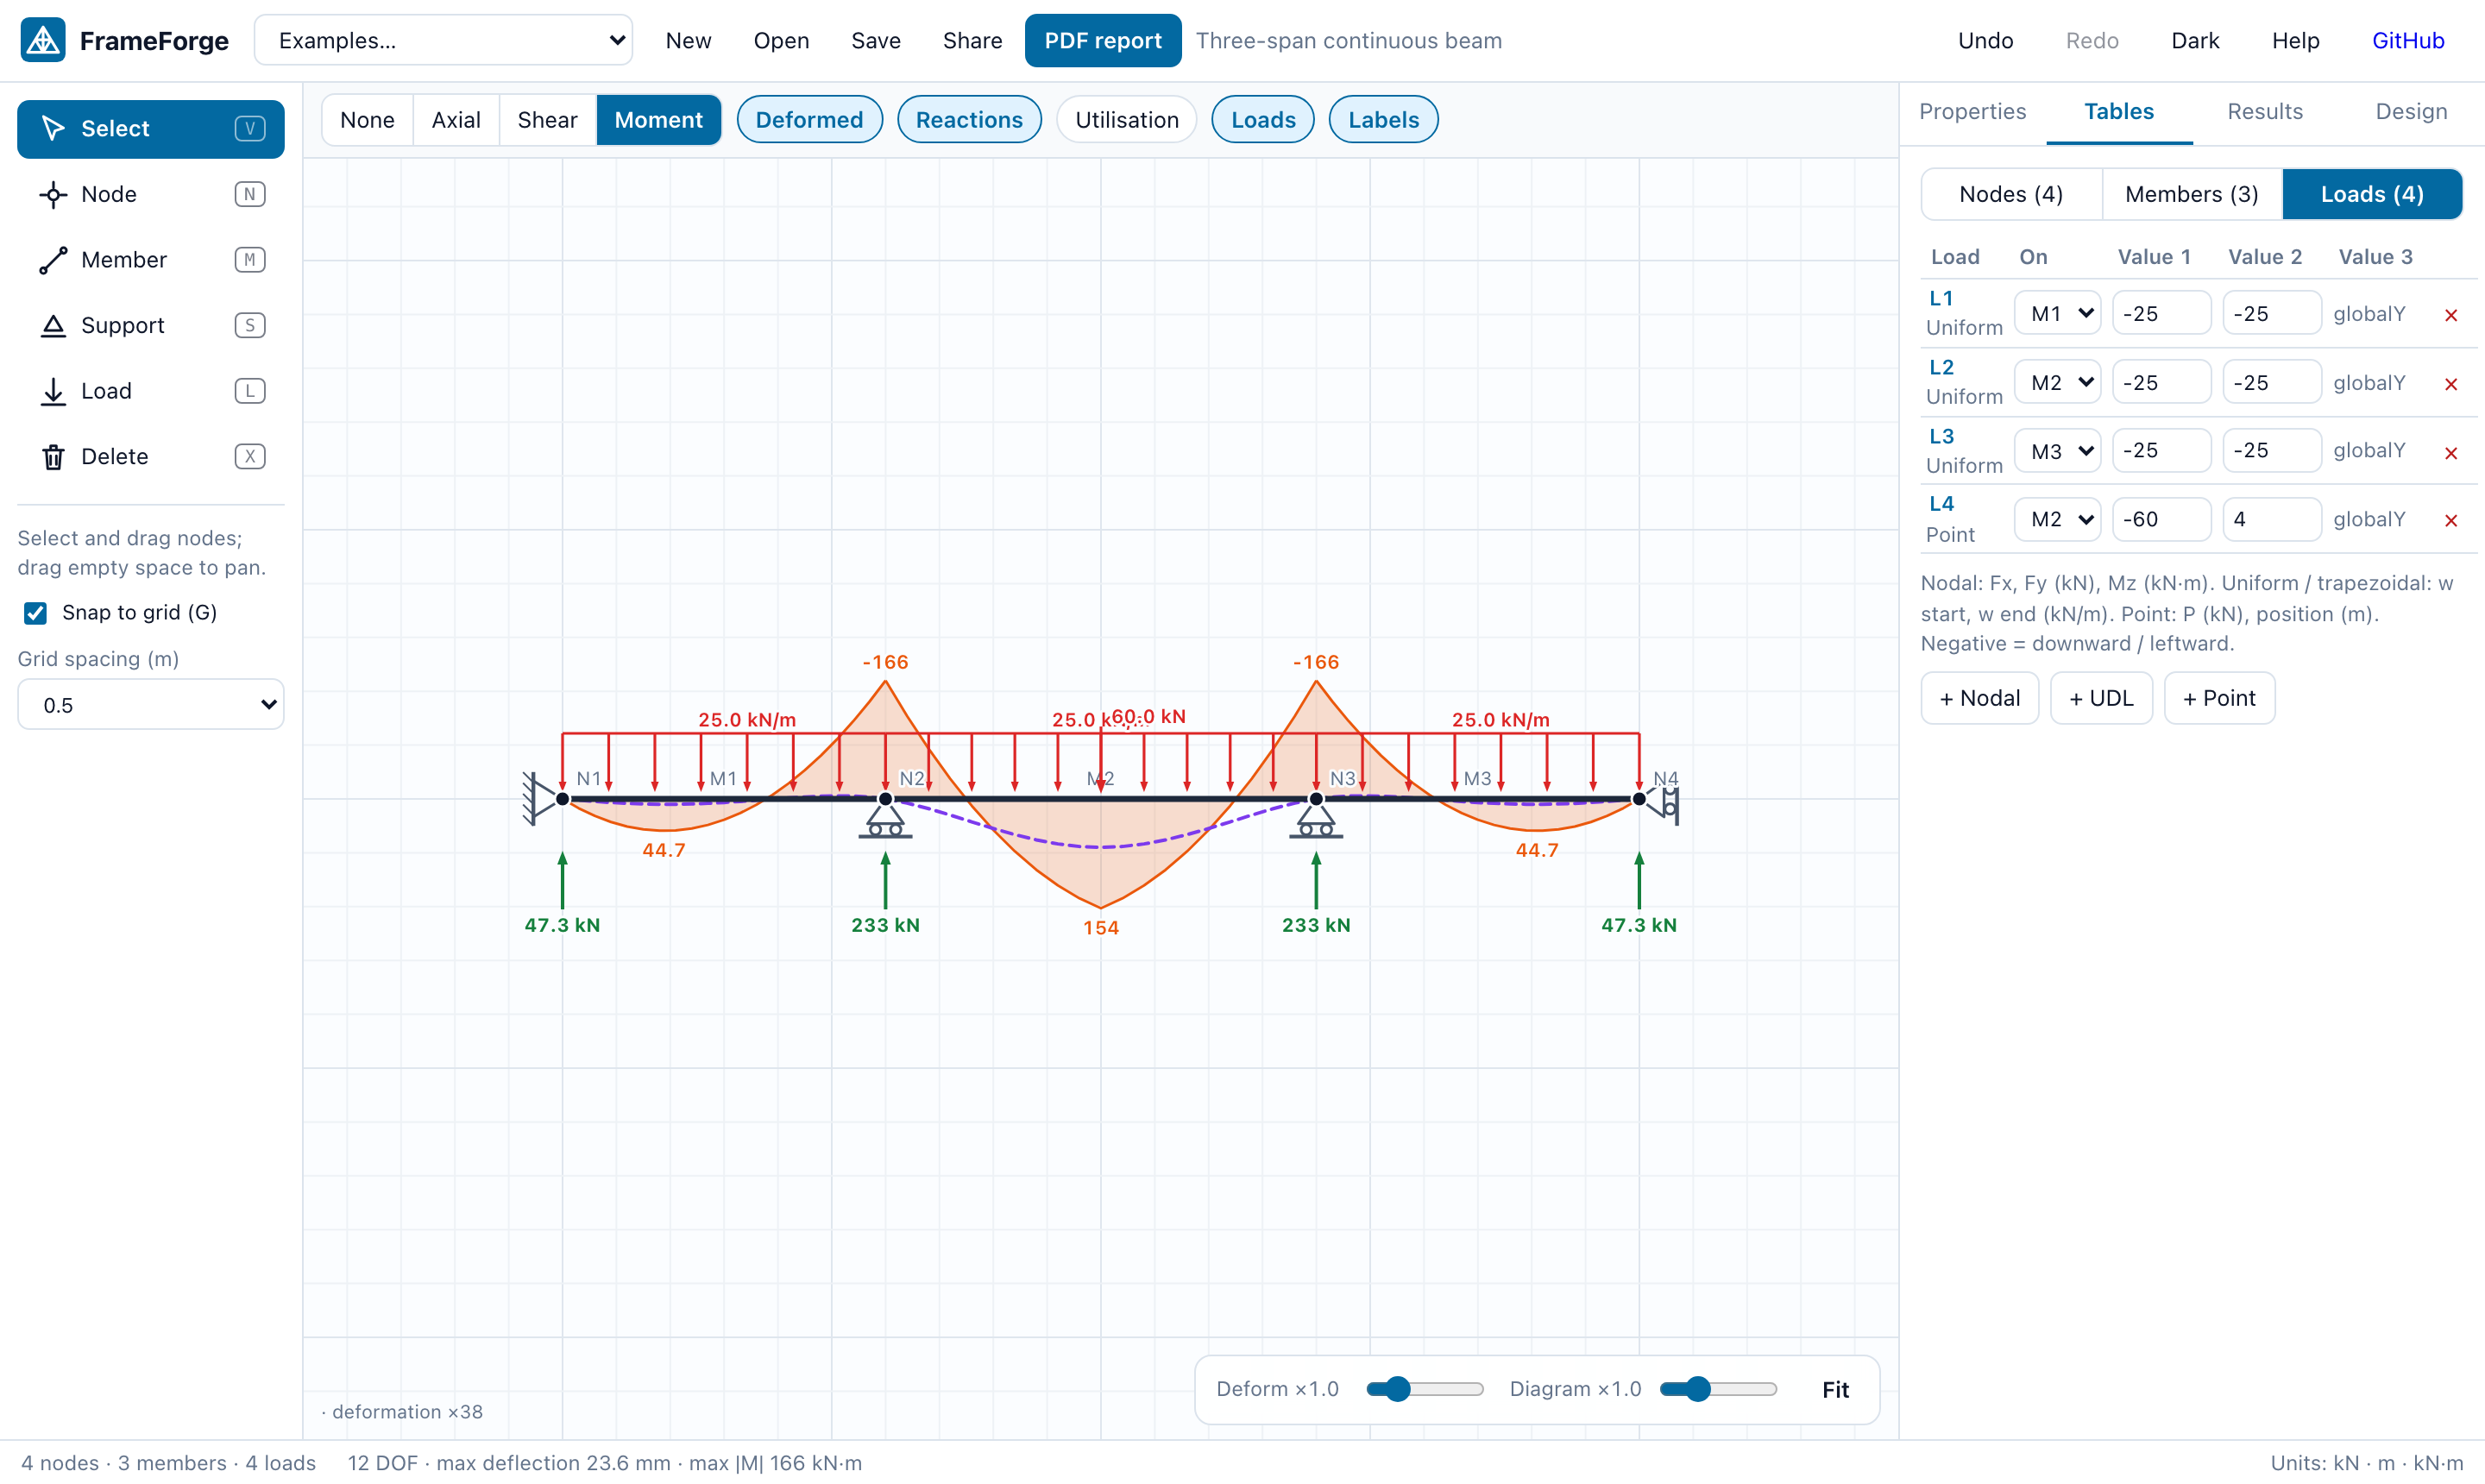 FrameForge
Examples...
New
Open
Save
Share
PDF report
Three-span continuous beam
Undo
Redo
Dark
Help
GitHub
Select V
Node N
Member M
Support S
Load L
Delete X
Select and drag nodes;
drag empty space to pan.
Snap to grid (G)
Grid spacing (m)
0.5
None
Axial
Shear
Moment
Deformed
Reactions
Utilisation
Loads
Labels
-166
-166
25.0 kN/m
25.0
60.0 kN
25.0 kN/m
N1
M1
N2
M2
N3
M3
N4
44.7
44.7
47.3 kN
233 kN
154
233 kN
47.3 kN
· deformation ×38
Deform ×1.0
Diagram ×1.0
Fit
Properties
Tables
Results
Design
Nodes (4)
Members (3)
Loads (4)
Load On Value 1 Value 2 Value 3
L1 Uniform M1 -25 -25 globalY ×
L2 Uniform M2 -25 -25 globalY ×
L3 Uniform M3 -25 -25 globalY ×
L4 Point M2 -60 4 globalY ×
Nodal: Fx, Fy (kN), Mz (kN·m). Uniform / trapezoidal: w
start, w end (kN/m). Point: P (kN), position (m).
Negative = downward / leftward.
+ Nodal
+ UDL
+ Point
4 nodes · 3 members · 4 loads
12 DOF · max deflection 23.6 mm · max |M| 166 kN·m
Units: kN · m · kN·m